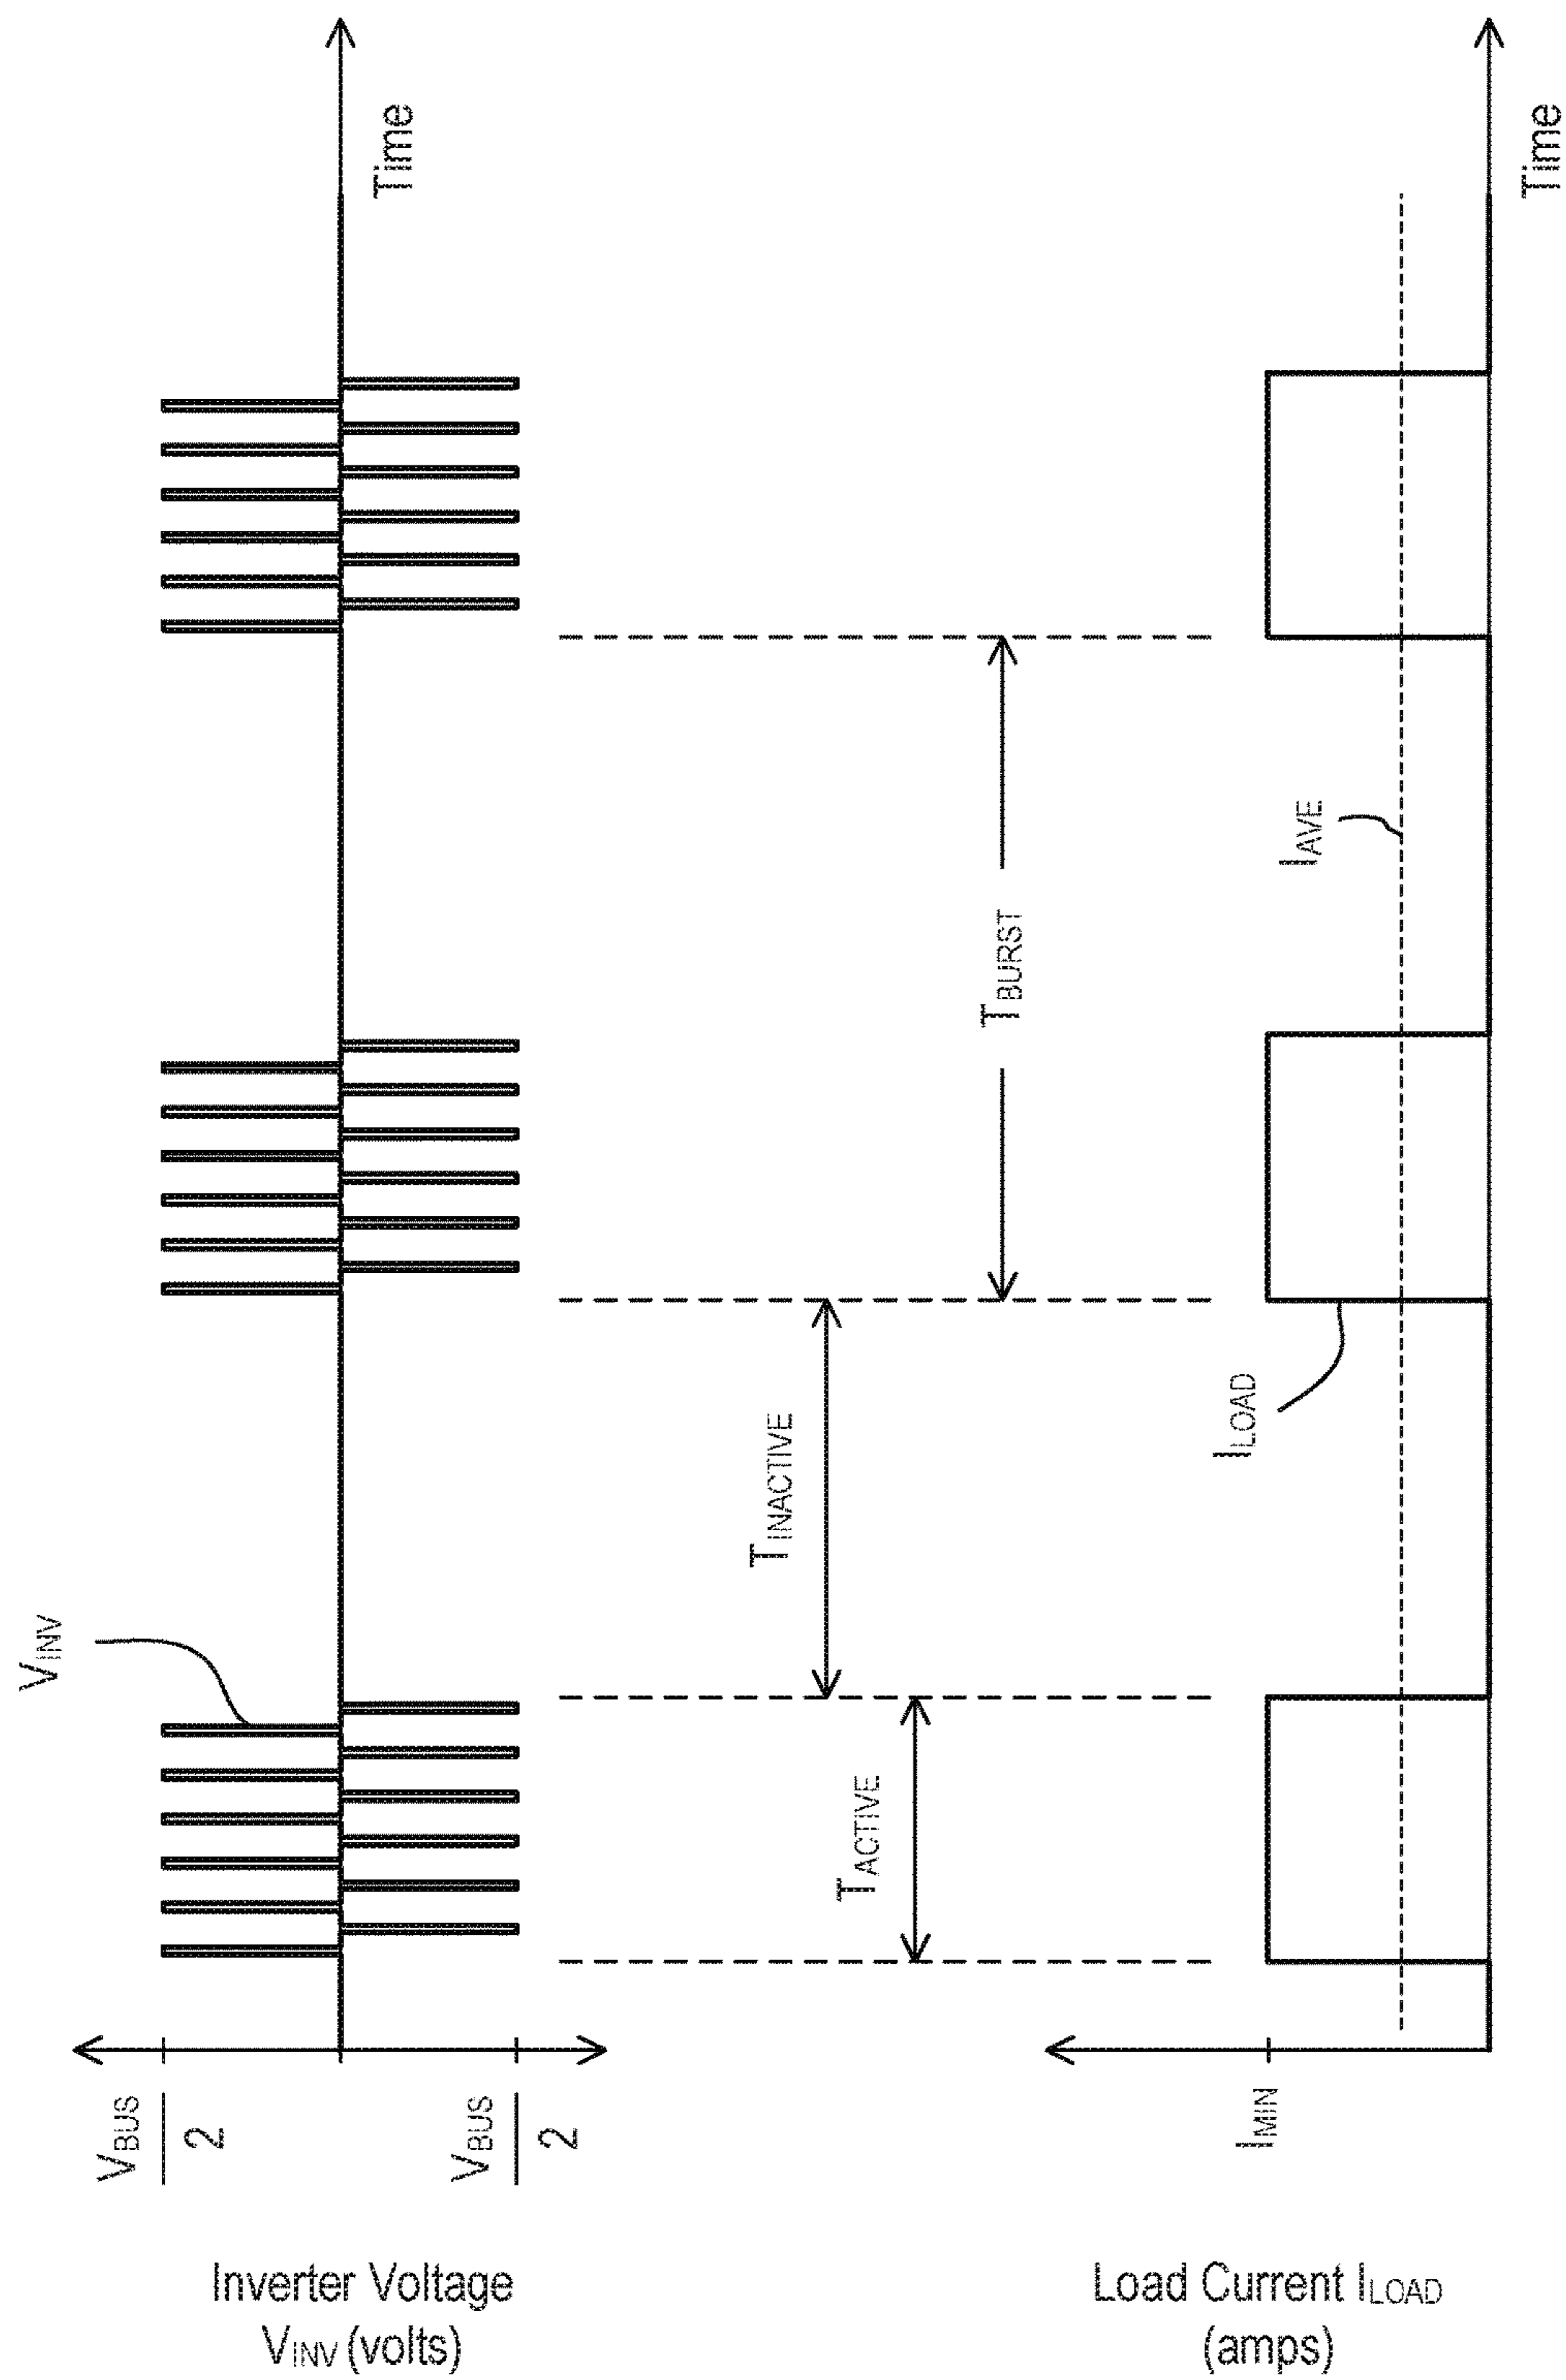 Inverter Voltage
VINV (volts)
VBUS
2
VBUS
2
VINV
Time
TACTIVE
TINACTIVE
TBURST
Load Current ILOAD
(amps)
IMIN
ILOAD
IAVE
Time